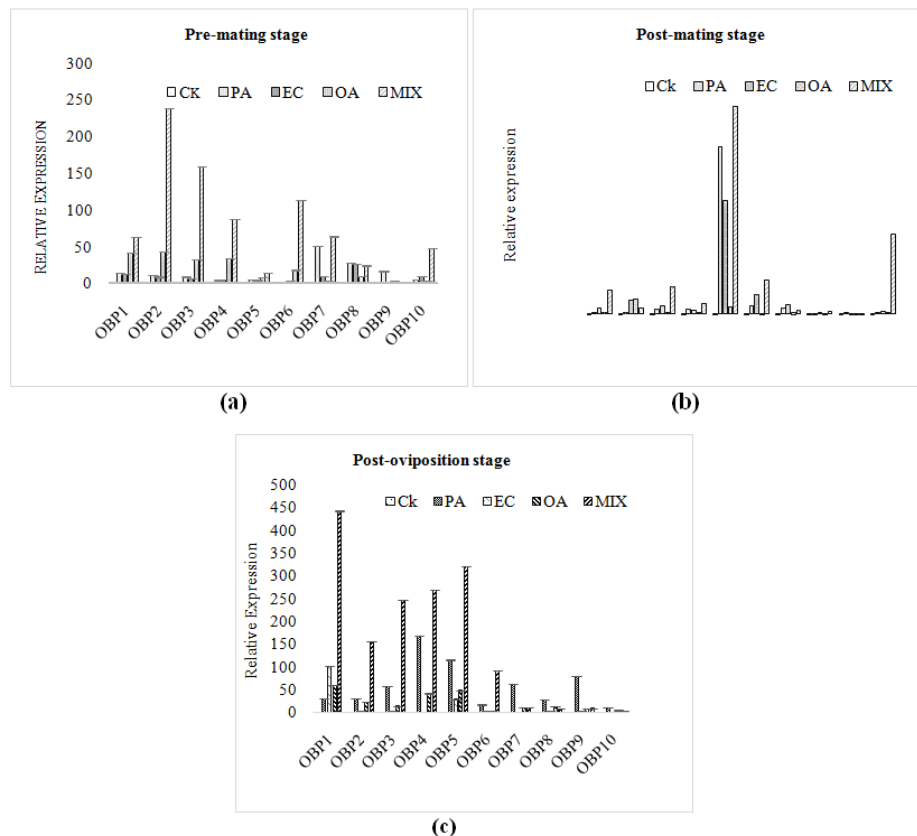 Pre-mating stage
300
250
200
150
100
50
0
RELATIVE EXPRESSION
Ck PA EC OA MIX
OBP1 OBP2 OBP3 OBP4 OBP5 OBP6 OBP7 OBP8 OBP9 OBP10
(a)
Post-mating stage
Relative expression
Ck PA EC OA MIX
(b)
Post-oviposition stage
500
450
400
350
300
250
200
150
100
50
0
Relative Expression
Ck PA EC OA MIX
OBP1 OBP2 OBP3 OBP4 OBP5 OBP6 OBP7 OBP8 OBP9 OBP10
(c)